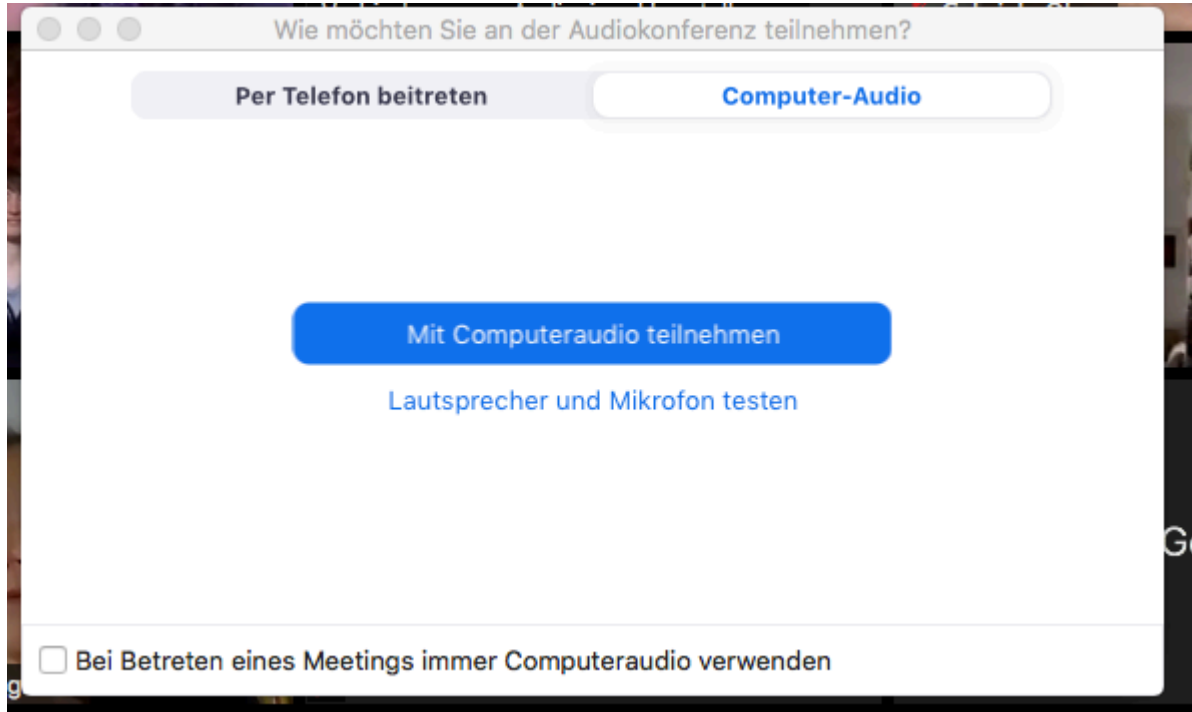 Wie möchten Sie an der Audiokonferenz teilnehmen?
Per Telefon beitreten
Computer-Audio
Mit Computeraudio teilnehmen
Lautsprecher und Mikrofon testen
Bei Betreten eines Meetings immer Computeraudio verwenden